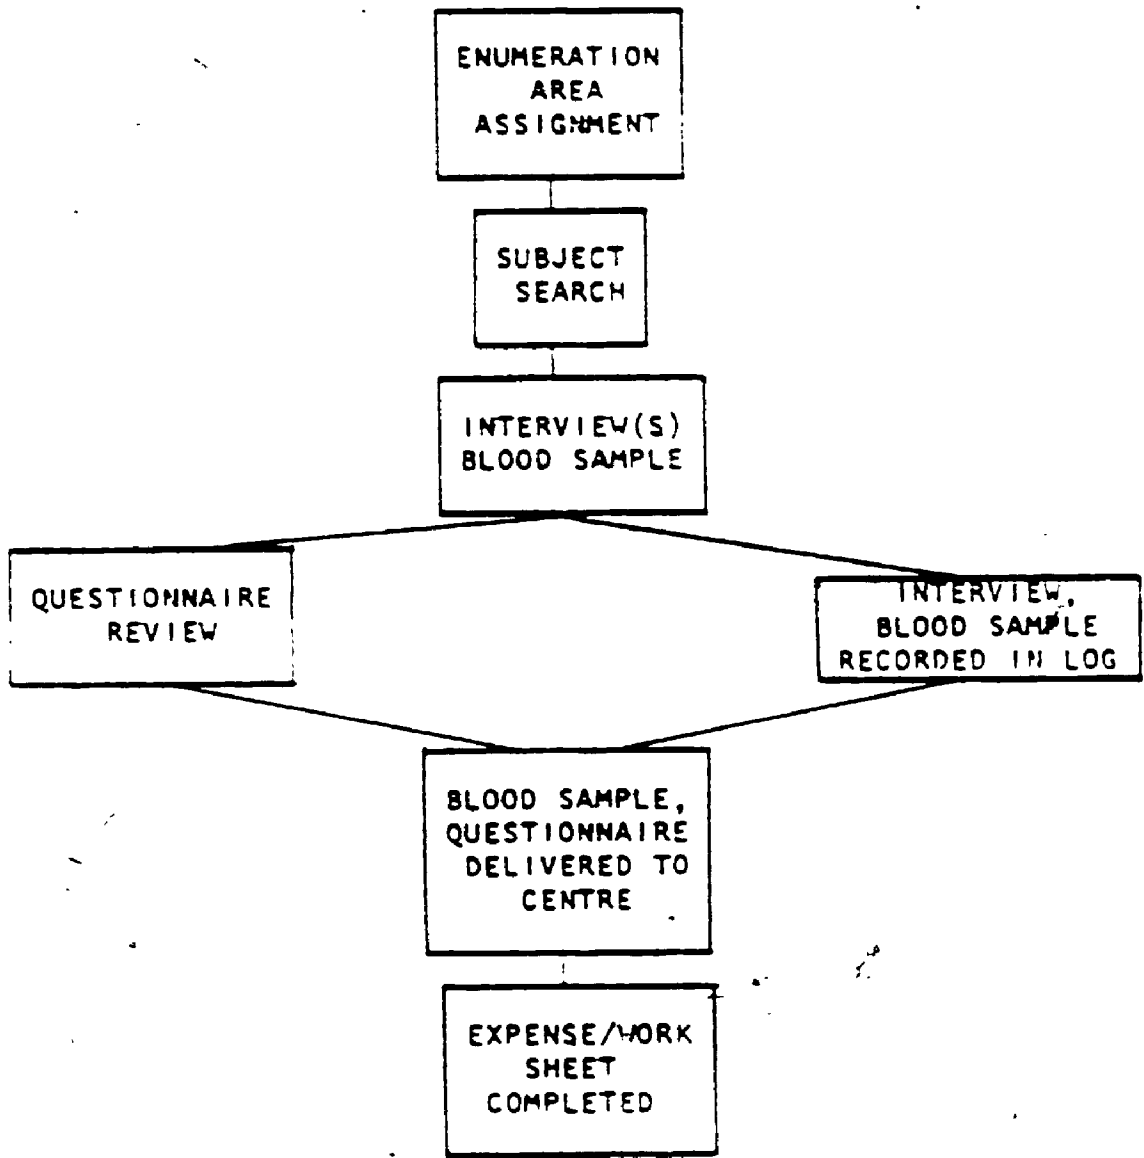 ENUMERATION
AREA
ASSIGNMENT
SUBJECT
SEARCH
INTERVIEW(S)
BLOOD SAMPLE
QUESTIONNAIRE
REVIEW
INTERVIEW,
BLOOD SAMPLE
RECORDED IN LOG
BLOOD SAMPLE,
QUESTIONNAIRE
DELIVERED TO
CENTRE
EXPENSE/WORK
SHEET
COMPLETED